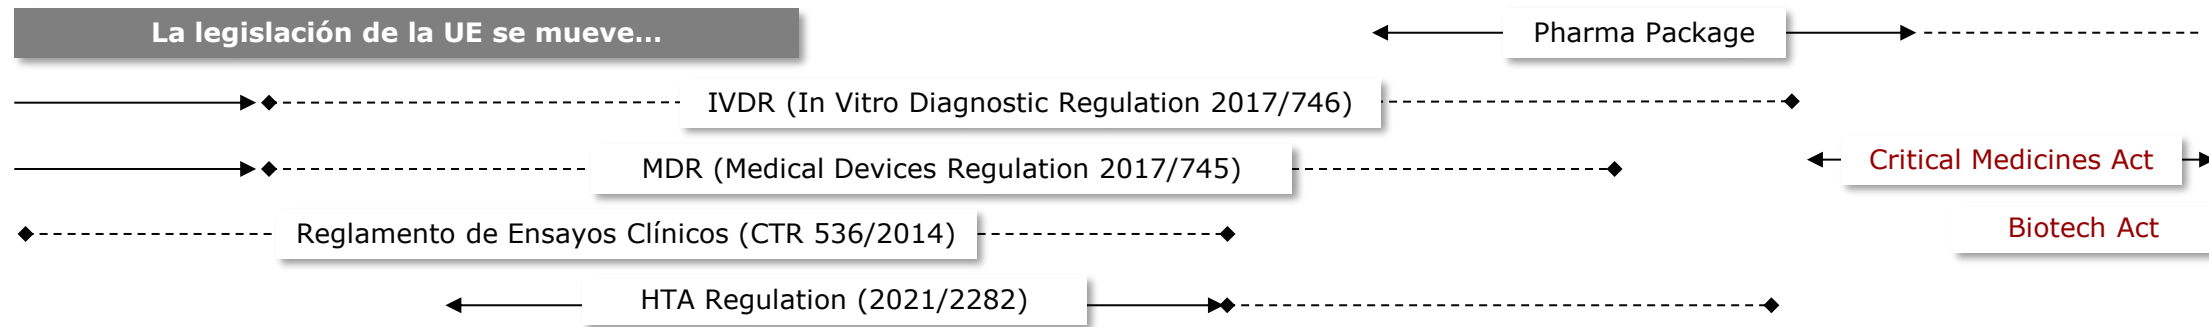 La legislación de la UE se mueve...
Pharma Package
IVDR (In Vitro Diagnostic Regulation 2017/746)
MDR (Medical Devices Regulation 2017/745)
Critical Medicines Act
Reglamento de Ensayos Clínicos (CTR 536/2014)
Biotech Act
HTA Regulation (2021/2282)